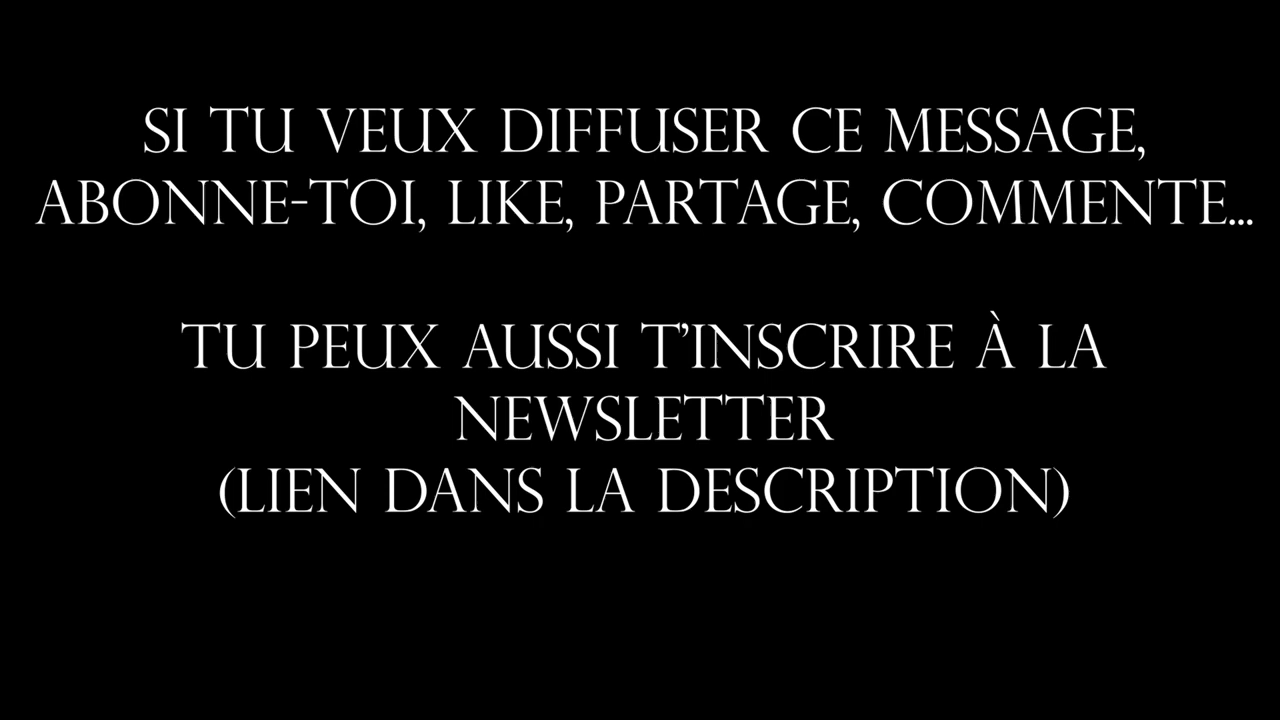 SI TU VEUX DIFFUSER CE MESSAGE,
ABONNE-TOI, LIKE, PARTAGE, COMMENTE...
TU PEUX AUSSI T'INSCRIRE À LA
NEWSLETTER
(LIEN DANS LA DESCRIPTION)